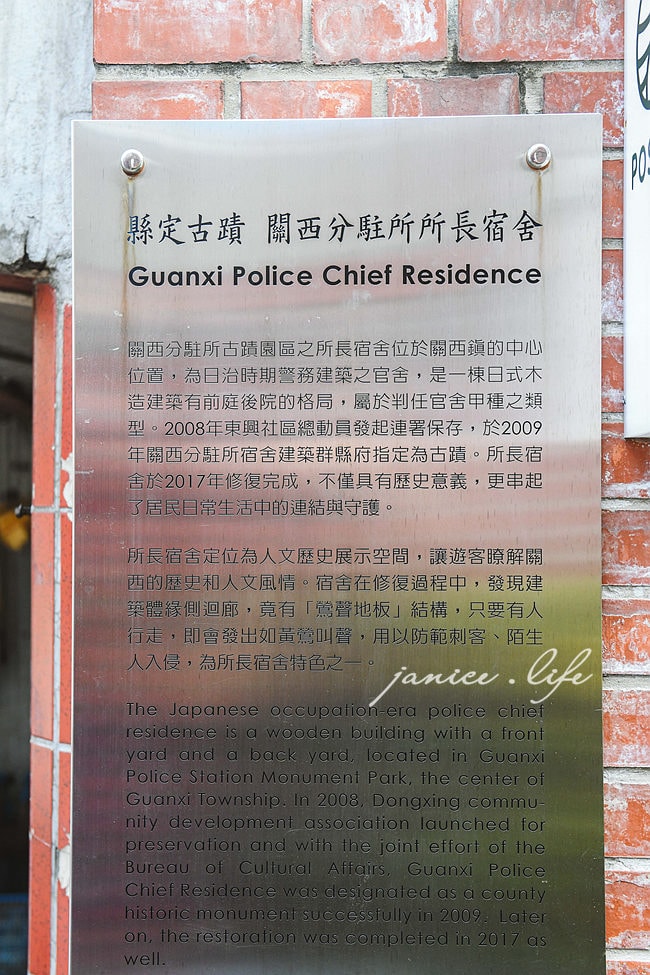 縣定古蹟 關西分駐所所長宿舍
Guanxi Police Chief Residence
關西分駐所古蹟園區之所長宿舍位於關西鎮的中心
位置，為日治時期警務建築之官舍，是一棟日式木
造建築有前庭後院的格局，屬於判任官舍甲種之類
型。2008年東興社區總動員發起連署保存，於2009
年關西分駐所宿舍建築群縣府指定為古蹟。所長宿
舍於2017年修復完成，不僅具有歷史意義，更串起
了居民日常生活中的連結與守護。
所長宿舍定位為人文歷史展示空間，讓遊客瞭解關
西的歷史和人文風情。宿舍在修復過程中，發現建
築體緣側迴廊，竟有「鶯聲地板」結構，只要有人
行走，即會發出如黃鶯叫聲，用以防範刺客、陌生
人入侵，為所長宿舍特色之一。
janice.life
The Japanese occupation-era police chief
residence is a wooden building with a front
yard and a back yard, located in Guanxi
Police Station Monument Park, the center of
Guanxi Township. In 2008, Dongxing commu-
nity development association launched for
preservation and with the joint effort of the
Bureau of Cultural Affairs, Guanxi Police
Chief Residence was designated as a county
historic monument successfully in 2009. Later
on, the restoration was completed in 2017 as
well.
POS